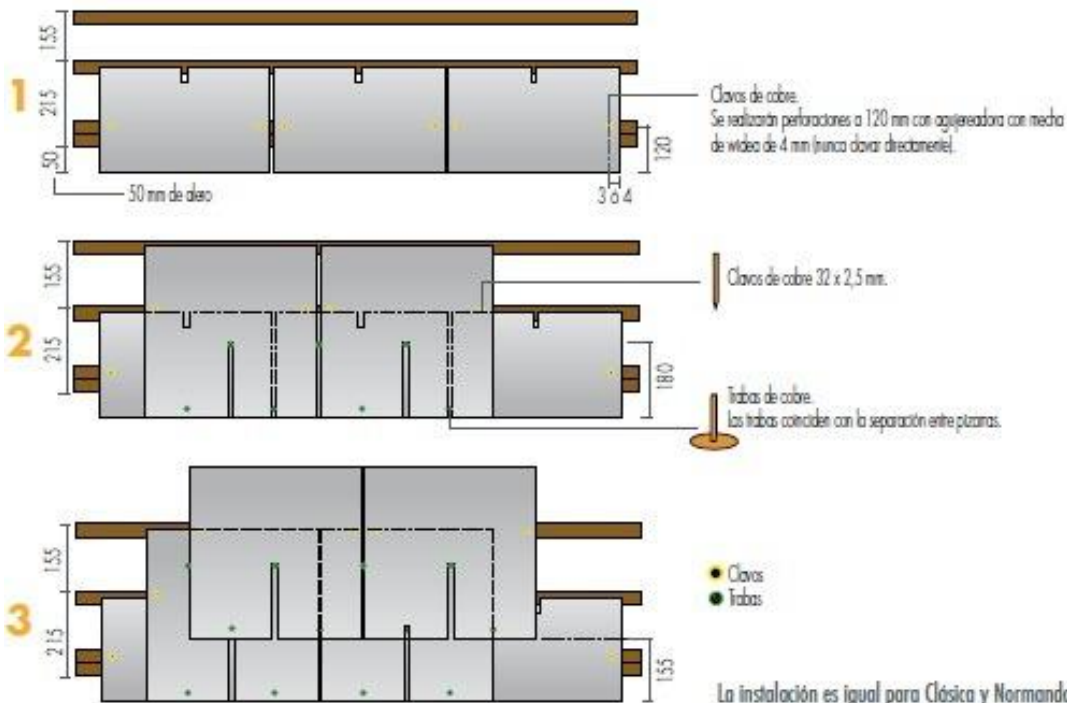 1
155
215
50
50 mm de alero
120
3 ó 4
Clavos de cobre.
Se realizarán perforaciones a 120 mm con agujereadora con mecha
de widea de 4 mm (nunca clavar directamente).
2
155
215
180
Clavos de cobre 32 x 2,5 mm.
Trabas de cobre.
Las trabas coinciden con la separación entre pizarras.
3
155
215
155
Clavos
Trabas
La instalación es igual para Clásica y Normanda